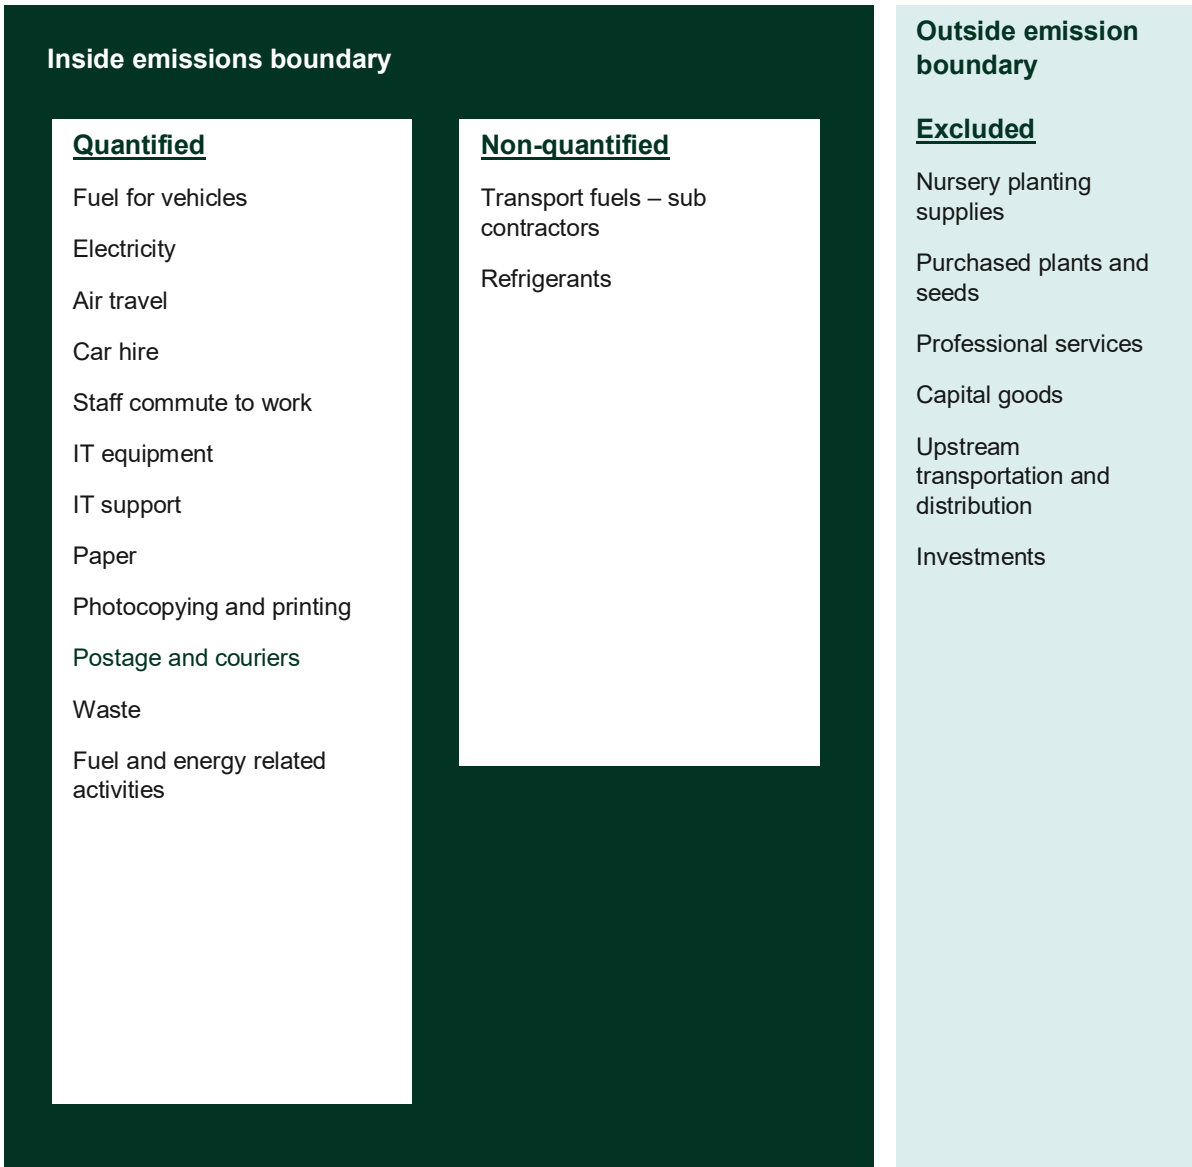 Inside emissions boundary
Quantified
Fuel for vehicles
Electricity
Air travel
Car hire
Staff commute to work
IT equipment
IT support
Paper
Photocopying and printing
Postage and couriers
Waste
Fuel and energy related
activities
Non-quantified
Transport fuels – sub
contractors
Refrigerants
Outside emission
boundary
Excluded
Nursery planting
supplies
Purchased plants and
seeds
Professional services
Capital goods
Upstream
transportation and
distribution
Investments